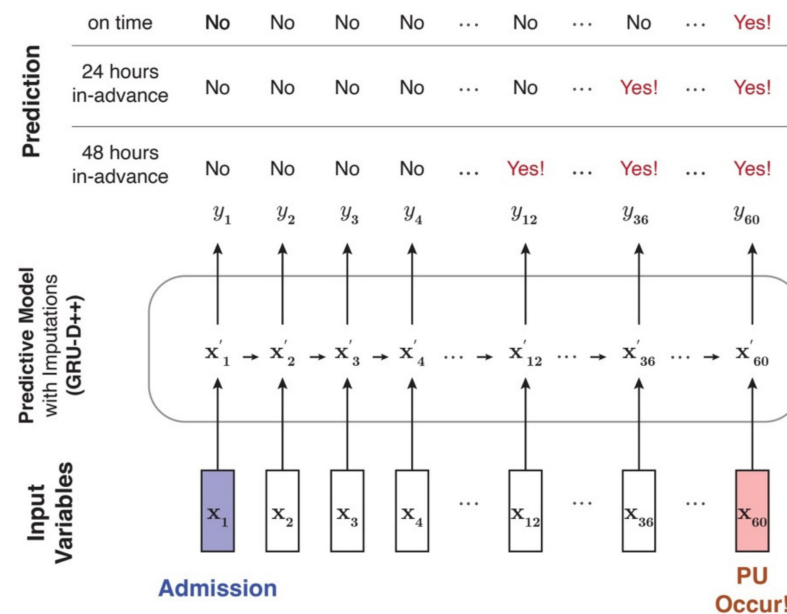 Prediction
on time No No No No ... No ... No ... Yes!
24 hours
in-advance No No No No ... No ... Yes! ... Yes!
48 hours
in-advance No No No No ... Yes! ... Yes! ... Yes!
y1 y2 y3 y4 y12 y36 y60
Predictive Model
with Imputations
(GRU-D++)
x'1 x'2 x'3 x'4 ... x'12 ... x'36 ... x'60
Input
Variables
x1 x2 x3 x4 ... x12 ... x36 ... x60
Admission
PU
Occur!